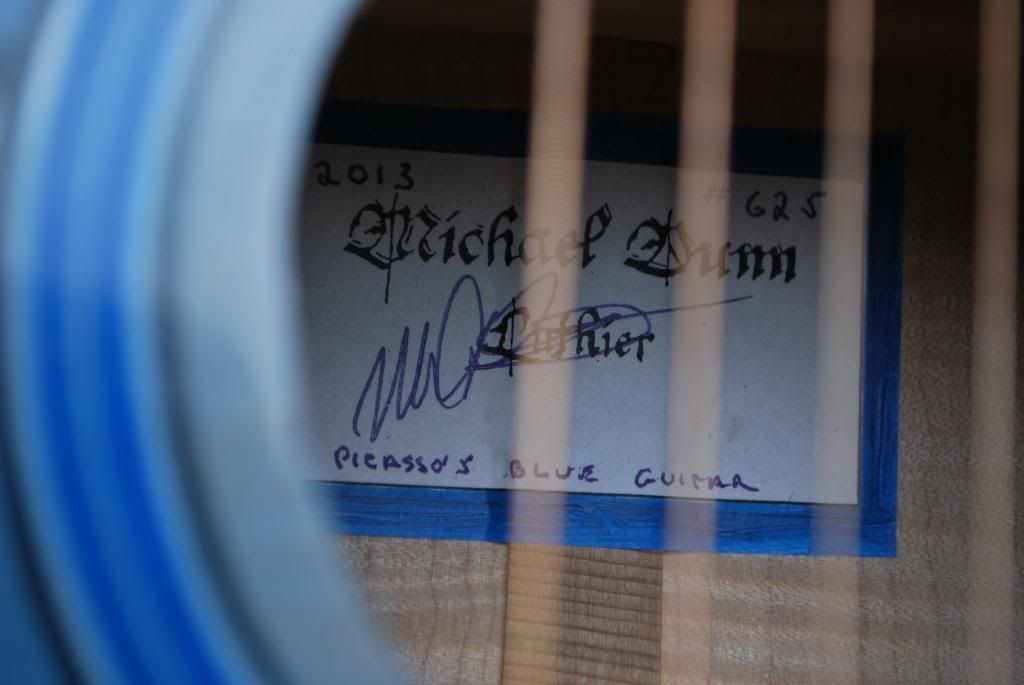 2013 # 625
Michael Dunn
Luthier
PICASSO'S BLUE GUITAR